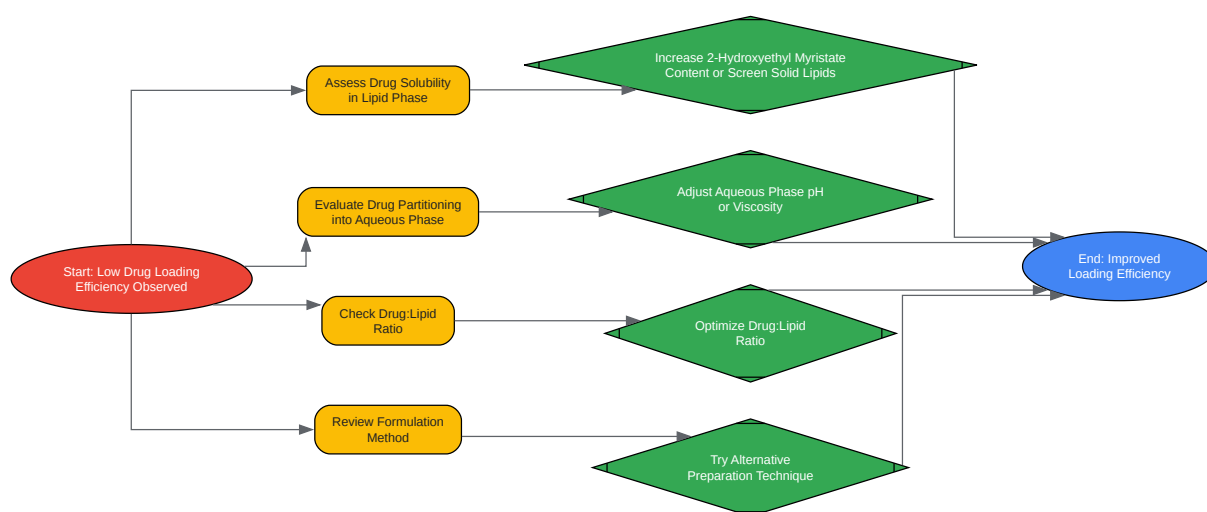 Start: Low Drug Loading
Efficiency Observed
Assess Drug Solubility
in Lipid Phase
Increase 2-Hydroxyethyl Myristate
Content or Screen Solid Lipids
Evaluate Drug Partitioning
into Aqueous Phase
Adjust Aqueous Phase pH
or Viscosity
Check Drug:Lipid
Ratio
Optimize Drug:Lipid
Ratio
Review Formulation
Method
Try Alternative
Preparation Technique
End: Improved
Loading Efficiency